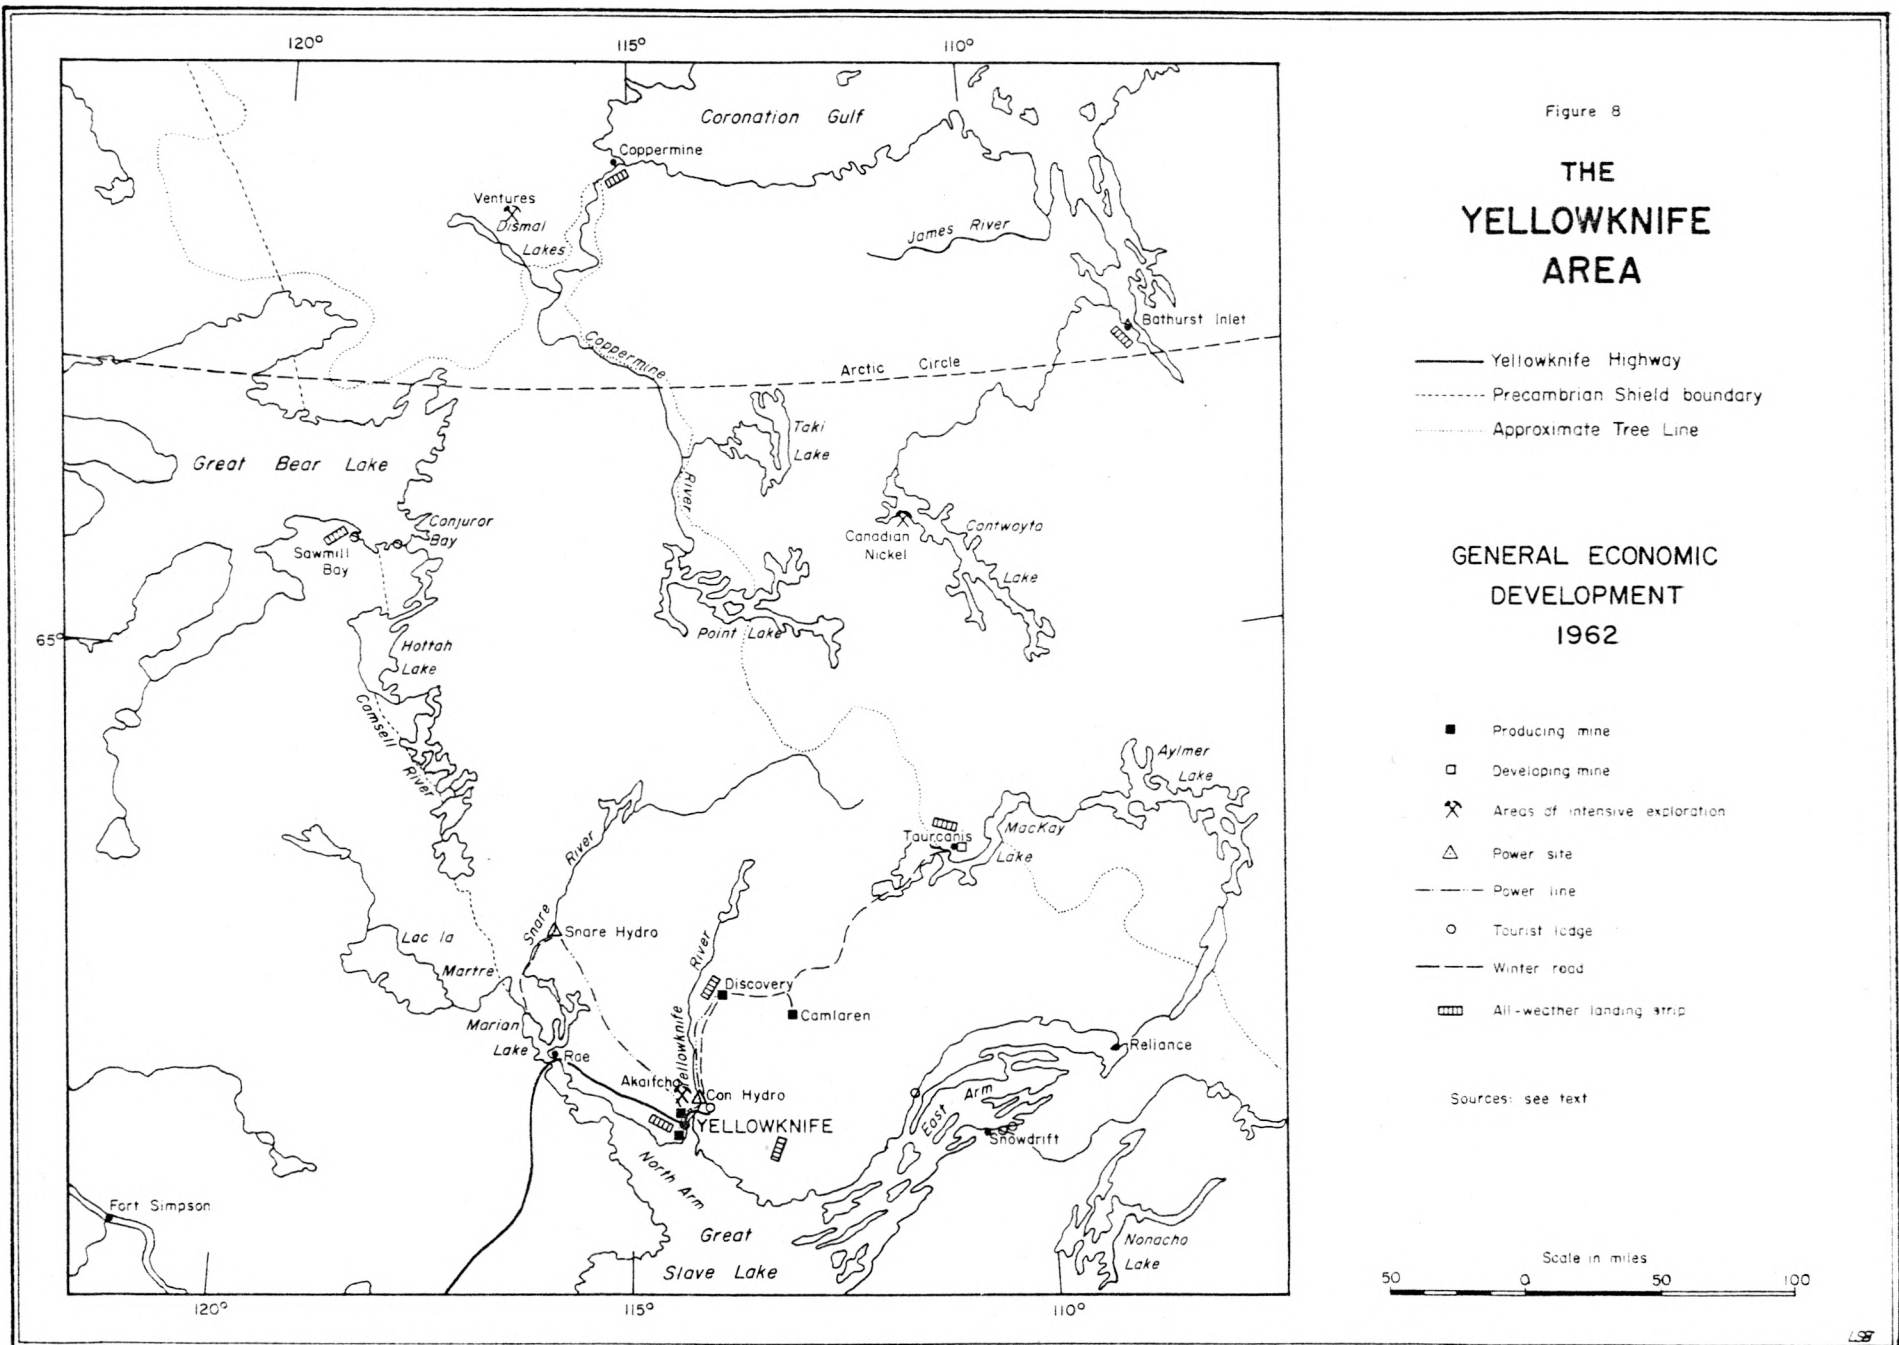 120°
115°
110°
Coronation Gulf
Coppermine
Ventures
Dismal
Lakes
James River
Bathurst Inlet
Coppermine
River
Arctic Circle
Taki
Lake
Great Bear Lake
Conjuror
Bay
Sawmill
Bay
Canadian
Nickel
Contwoyto
Lake
65°
Hottah
Lake
Point Lake
Camsell
River
Aylmer
Lake
Taurcanis
MacKay
Lake
Snare
River
Snare Hydro
Lac la
Martre
Yellowknife
River
Discovery
Camlaren
Marian
Lake
Rae
Reliance
Akaitcho
Con Hydro
YELLOWKNIFE
East
Arm
Snowdrift
North Arm
Fort Simpson
Great
Slave Lake
Nonacho
Lake
120°
115°
110°
Figure 8
THE
YELLOWKNIFE
AREA
Yellowknife Highway
Precambrian Shield boundary
Approximate Tree Line
GENERAL ECONOMIC
DEVELOPMENT
1962
Producing mine
Developing mine
Areas of intensive exploration
Power site
Power line
Tourist lodge
Winter road
All-weather landing strip
Sources: see text
Scale in miles
50 0 50 100